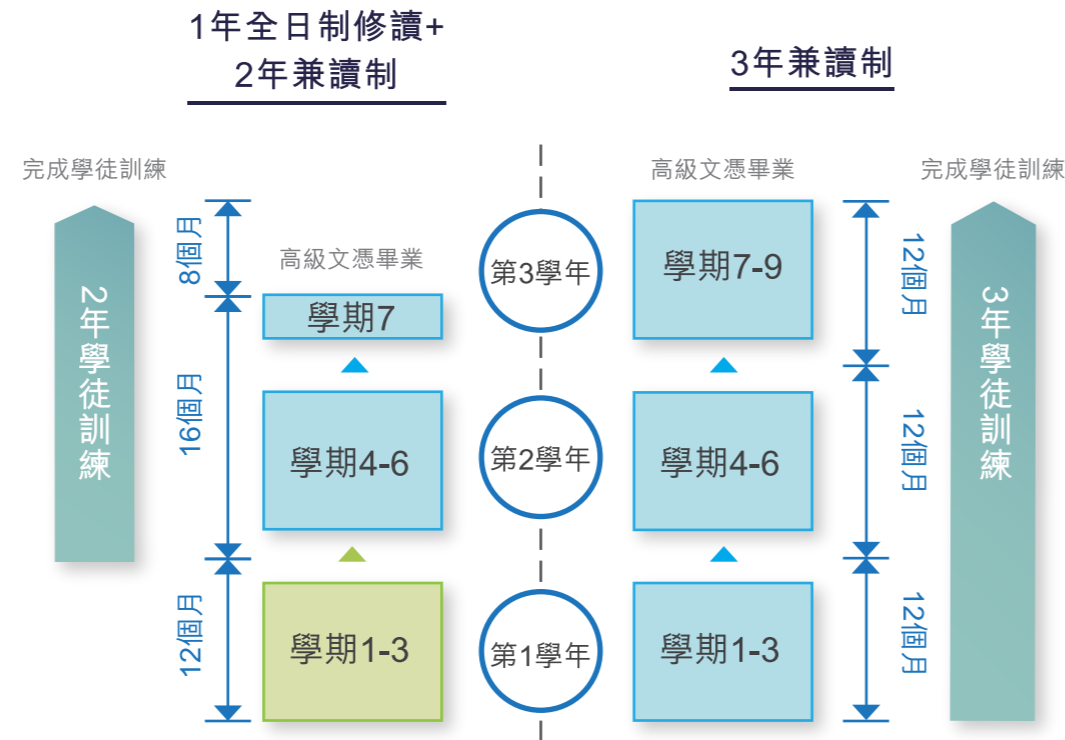 1年全日制修讀+
2年兼讀制
3年兼讀制
完成學徒訓練
高級文憑畢業
完成學徒訓練
8個月
高級文憑畢業
第3學年
學期7-9
12個月
學期7
2年學徒訓練
3年學徒訓練
16個月
學期4-6
第2學年
學期4-6
12個月
12個月
學期1-3
第1學年
學期1-3
12個月